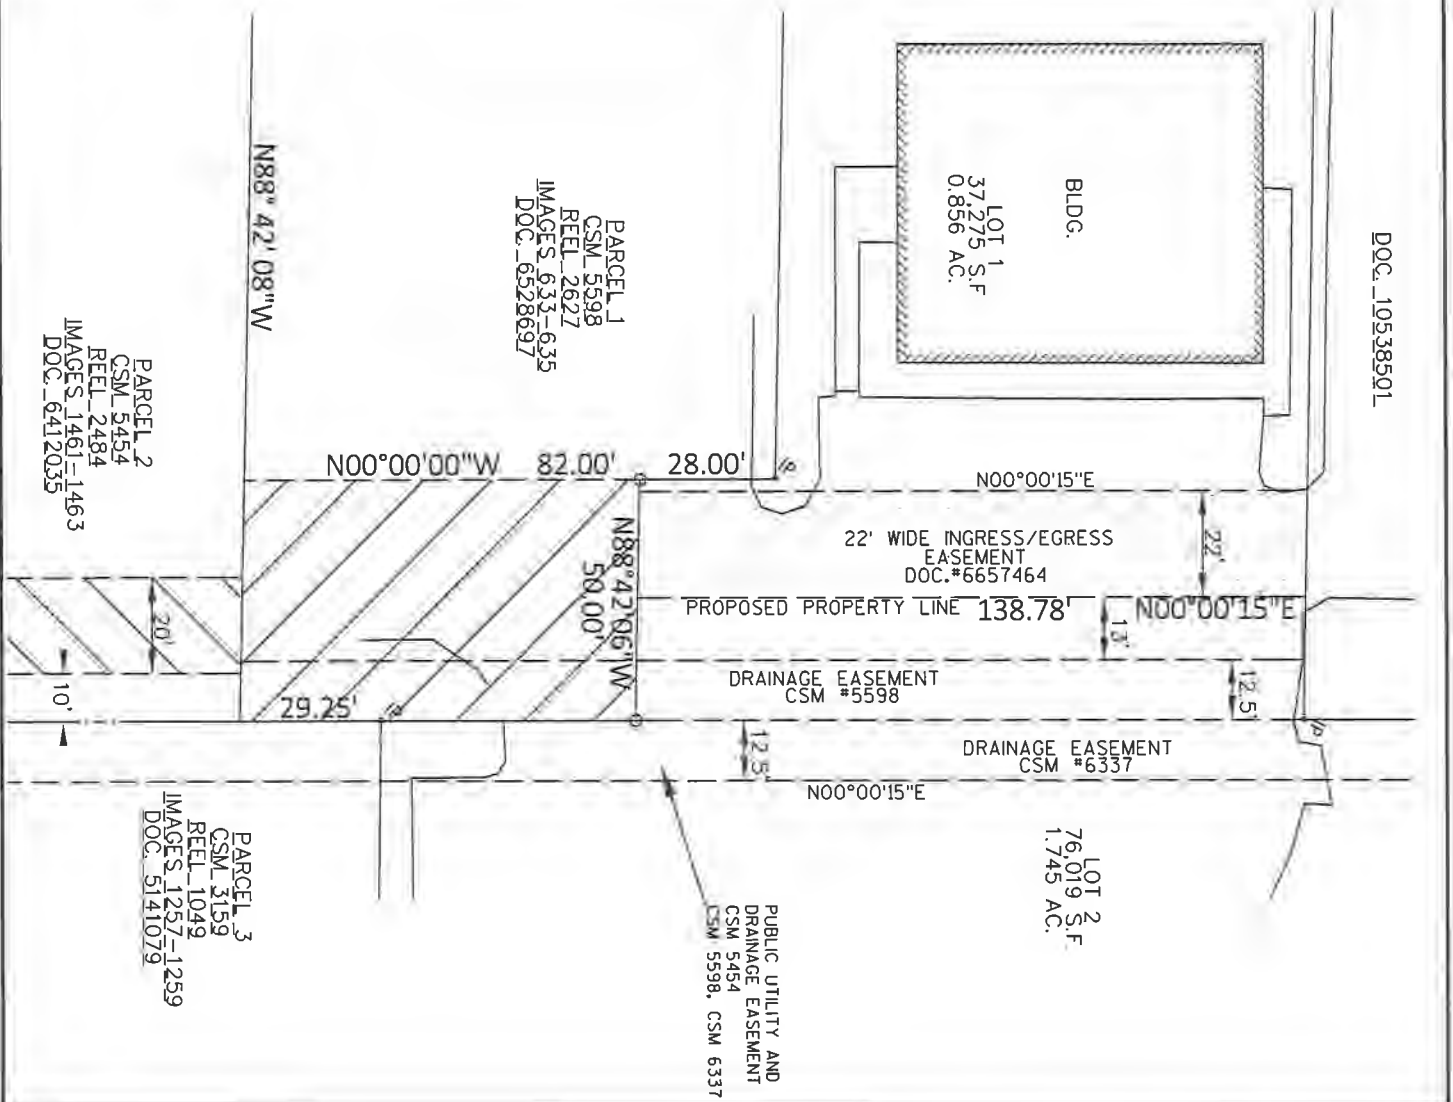 DOC. 10538501
BLDG.
LOT 1
37,275 S.F
0.856 AC.
PARCEL 1
CSM 5598
REEL 2627
IMAGES 633-635
DOC. 6528697
N88° 42' 08"W
PARCEL 2
CSM 5454
REEL 2484
IMAGES 1461-1463
DOC. 6412035
N00°00'00"W 82.00'
28.00'
IP
N00°00'15"E
22' WIDE INGRESS/EGRESS
EASEMENT
DOC.#6657464
22'
PROPOSED PROPERTY LINE 138.78'
N00°00'15"E
13'
N88°42'06"W
50.00'
DRAINAGE EASEMENT
CSM #5598
12.5'
20'
10'
29.25'
IP
IP
12.5'
DRAINAGE EASEMENT
CSM #6337
N00°00'15"E
LOT 2
76,019 S.F.
1.745 AC.
PARCEL 3
CSM 3159
REEL 1049
IMAGES 1257-1259
DOC. 5141079
PUBLIC UTILITY AND
DRAINAGE EASEMENT
CSM 5454
CSM 5598, CSM 6337